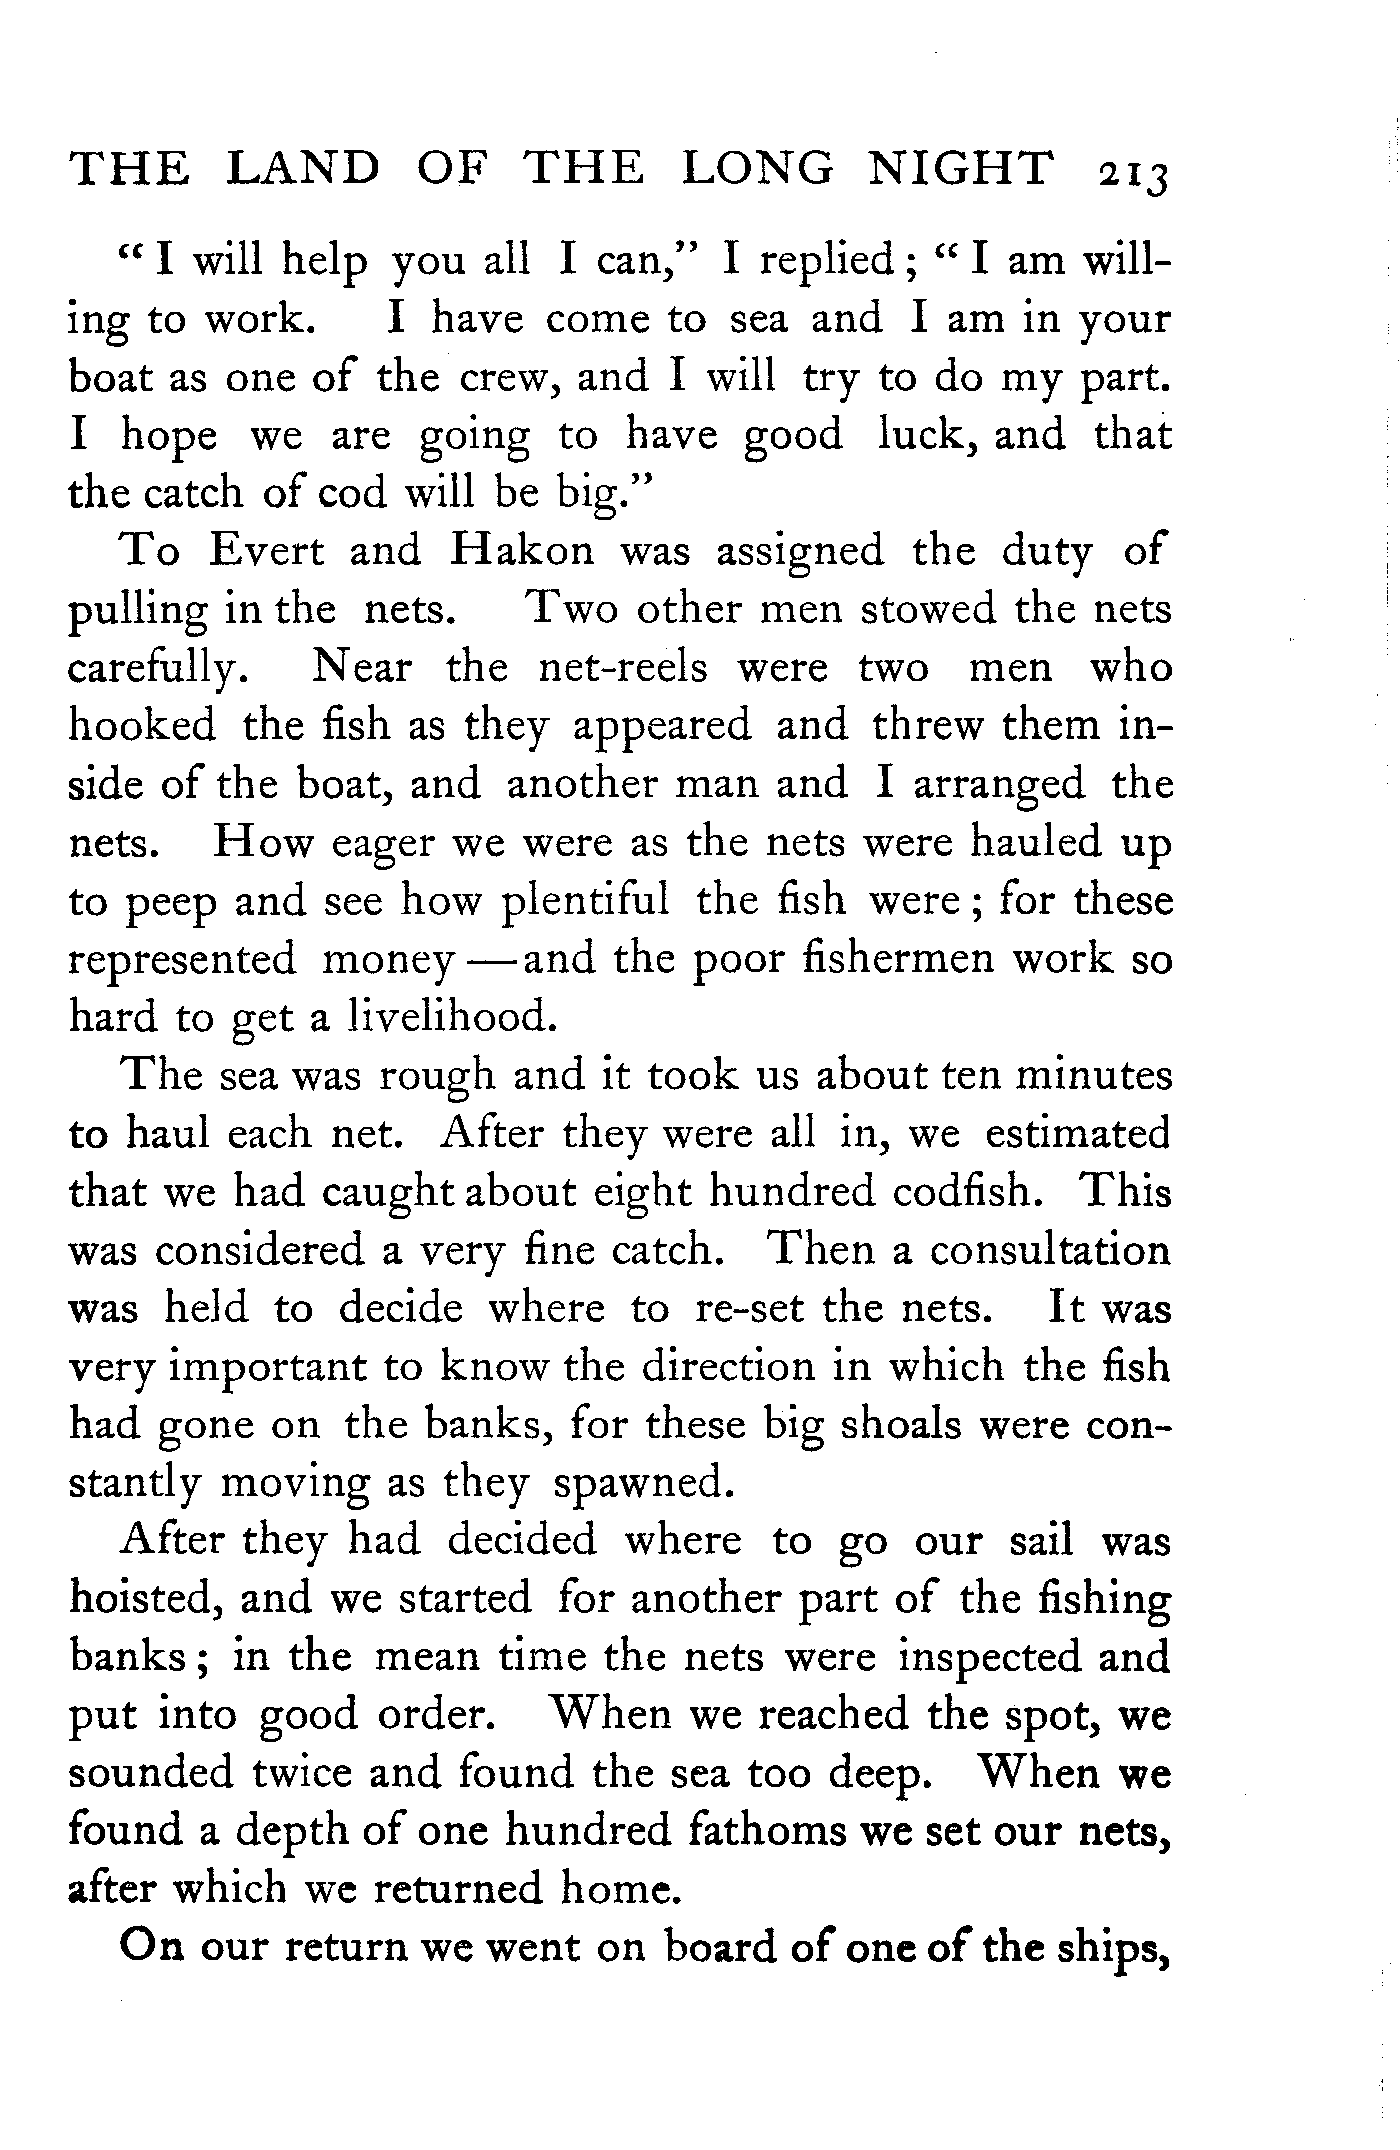 THE LAND OF THE LONG NIGHT 213
“ I will help you all I can,” I replied ; “ I am will-
ing to work. I have come to sea and I am in your
boat as one of the crew, and I will try to do my part.
I hope we are going to have good luck, and that
the catch of cod will be big.”
To Evert and Hakon was assigned the duty of
pulling in the nets. Two other men stowed the nets
carefully. Near the net-reels were two men who
hooked the fish as they appeared and threw them in-
side of the boat, and another man and I arranged the
nets. How eager we were as the nets were hauled up
to peep and see how plentiful the fish were ; for these
represented money — and the poor fishermen work so
hard to get a livelihood.
The sea was rough and it took us about ten minutes
to haul each net. After they were all in, we estimated
that we had caught about eight hundred codfish. This
was considered a very fine catch. Then a consultation
was held to decide where to re-set the nets. It was
very important to know the direction in which the fish
had gone on the banks, for these big shoals were con-
stantly moving as they spawned.
After they had decided where to go our sail was
hoisted, and we started for another part of the fishing
banks ; in the mean time the nets were inspected and
put into good order. When we reached the spot, we
sounded twice and found the sea too deep. When we
found a depth of one hundred fathoms we set our nets,
after which we returned home.
On our return we went on board of one of the ships,